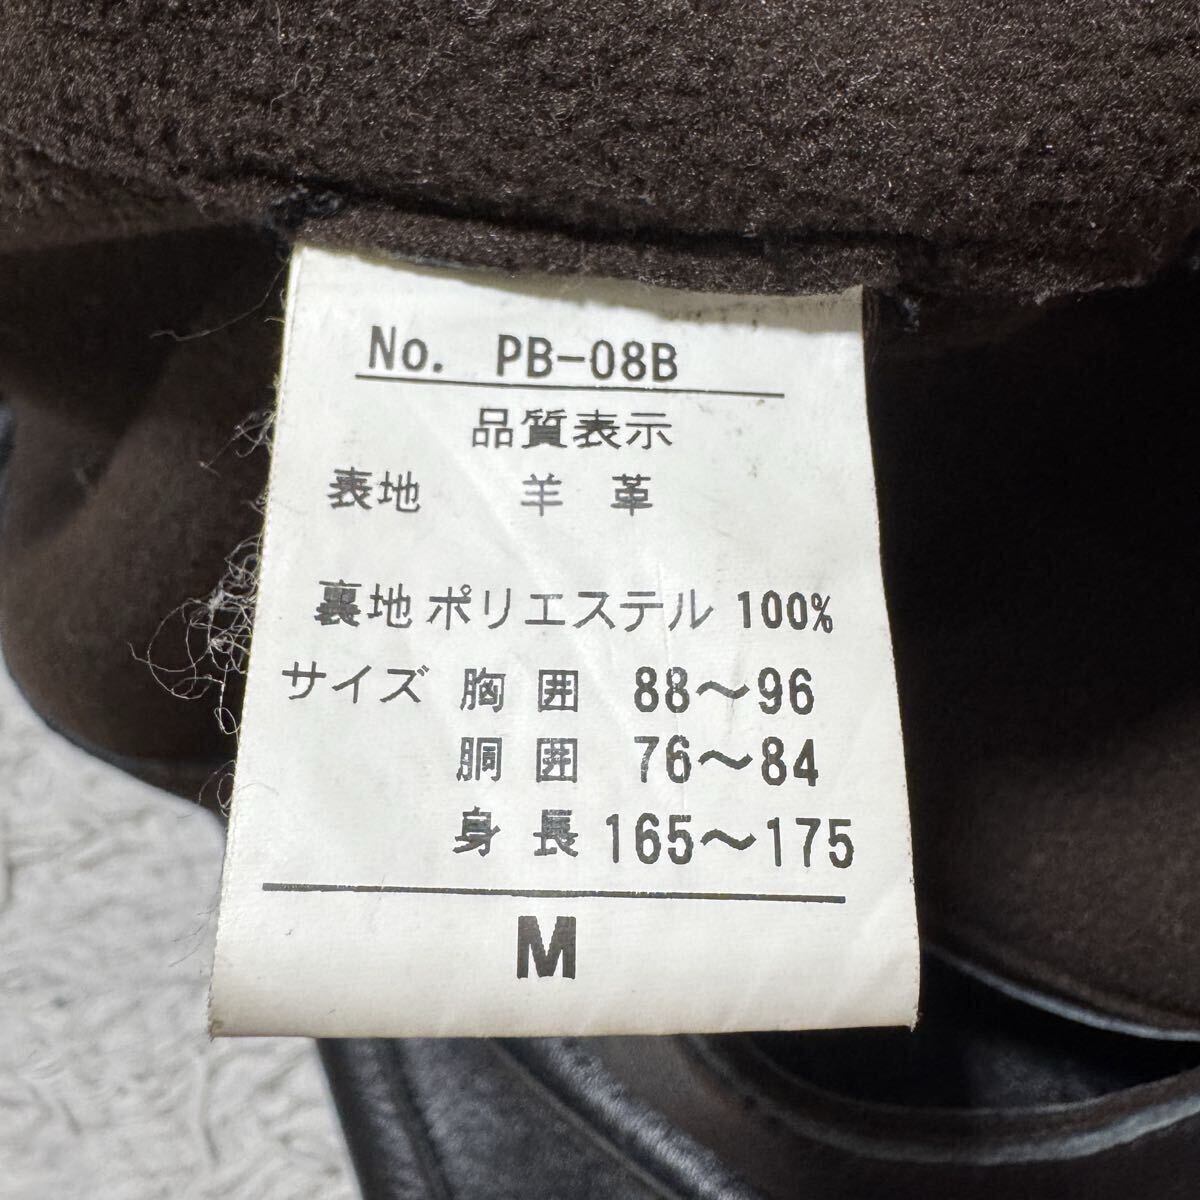 No. PB-08B
品質表示
表地 羊 革
裏地 ポリエステル 100%
サイズ 胸 囲 88～96
胴 囲 76～84
身 長 165～175
M